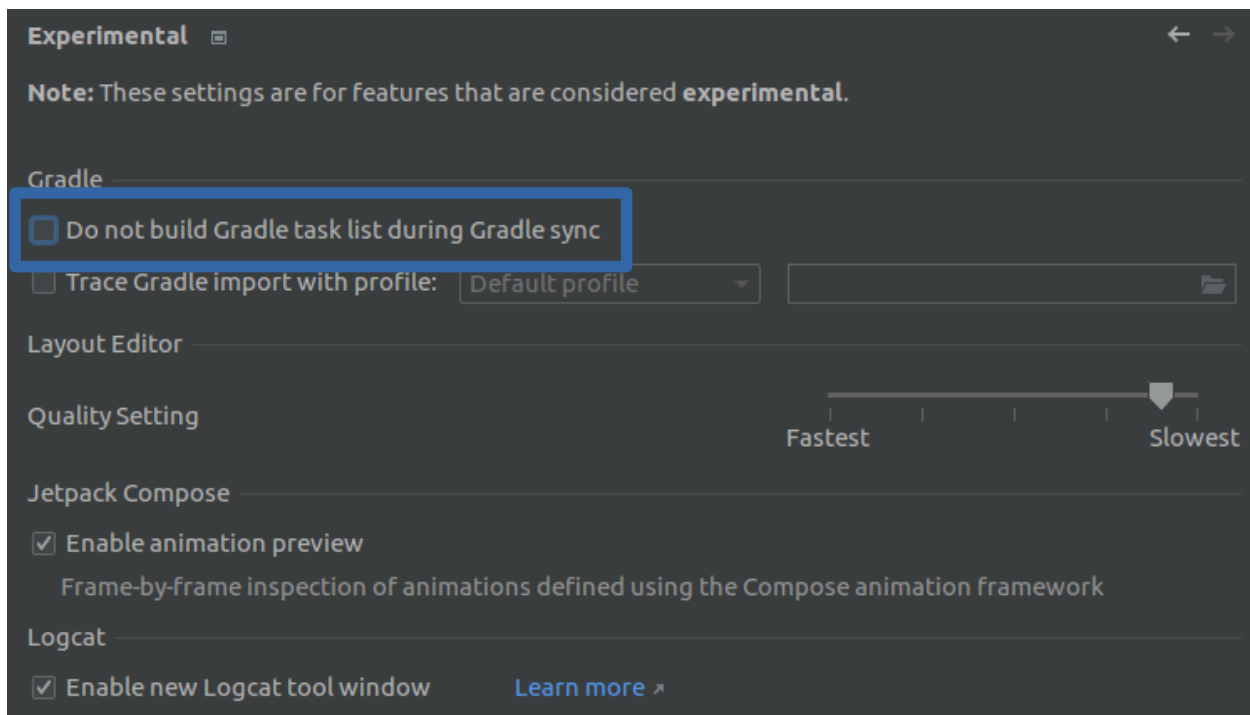 Experimental
Note: These settings are for features that are considered experimental.
Gradle
Do not build Gradle task list during Gradle sync
Trace Gradle import with profile: Default profile
Layout Editor
Quality Setting
Fastest Slowest
Jetpack Compose
Enable animation preview
Frame-by-frame inspection of animations defined using the Compose animation framework
Logcat
Enable new Logcat tool window Learn more